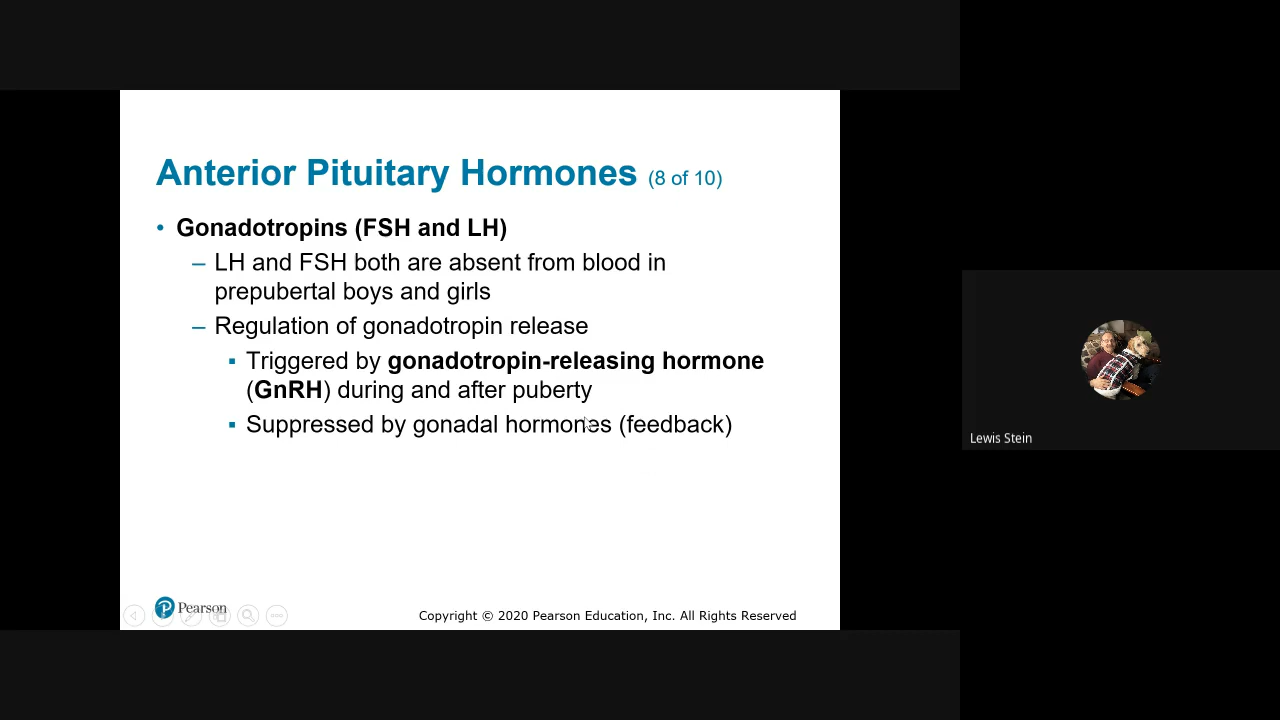 Anterior Pituitary Hormones (8 of 10)
• Gonadotropins (FSH and LH)
– LH and FSH both are absent from blood in
prepubertal boys and girls
– Regulation of gonadotropin release
▪ Triggered by gonadotropin-releasing hormone
(GnRH) during and after puberty
▪ Suppressed by gonadal hormones (feedback)
Lewis Stein
P Pearson
Copyright © 2020 Pearson Education, Inc. All Rights Reserved